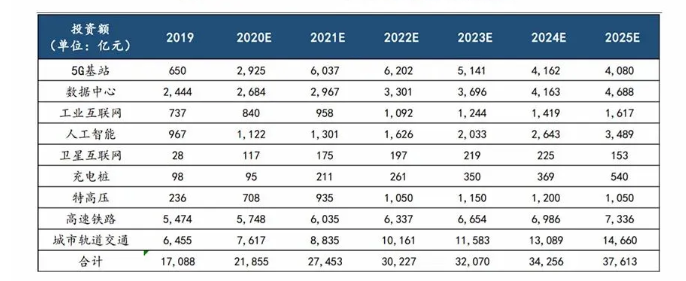 投资额
（单位：亿元） 2019 2020E 2021E 2022E 2023E 2024E 2025E
5G基站 650 2,925 6,037 6,202 5,141 4,162 4,080
数据中心 2,444 2,684 2,967 3,301 3,696 4,163 4,688
工业互联网 737 840 958 1,092 1,244 1,419 1,617
人工智能 967 1,122 1,301 1,626 2,033 2,643 3,489
卫星互联网 28 117 175 197 219 225 153
充电桩 98 95 211 261 350 369 540
特高压 236 708 935 1,050 1,150 1,200 1,050
高速铁路 5,474 5,748 6,035 6,337 6,654 6,986 7,336
城市轨道交通 6,455 7,617 8,835 10,161 11,583 13,089 14,660
合计 17,088 21,855 27,453 30,227 32,070 34,256 37,613